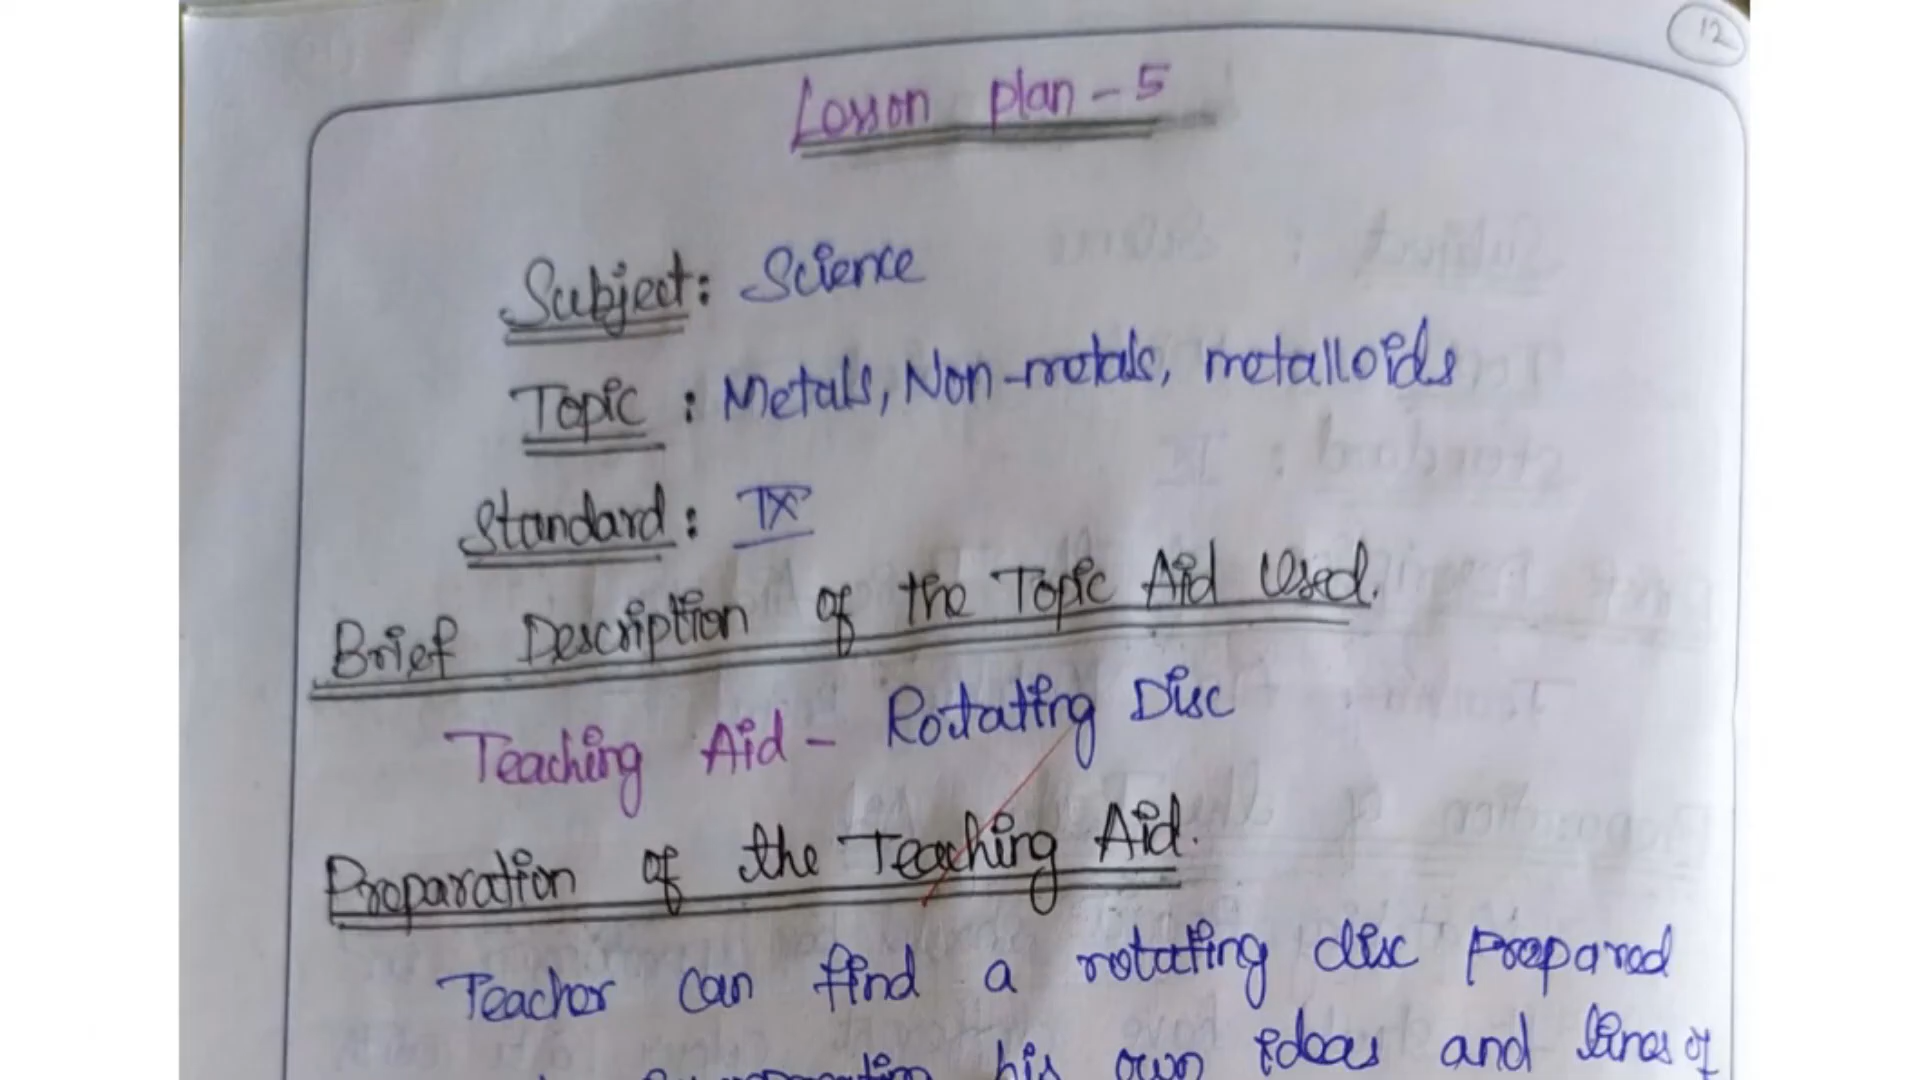 12
Lesson plan - 5
Subject: Science
Topic : Metals, Non-metals, metalloids
Standard: IX
Brief Description of the Topic Aid Used.
Teaching Aid - Rotating Disc
Preparation of the Teaching Aid.
Teacher can find a rotating disc prepared
his own ideas and lines of